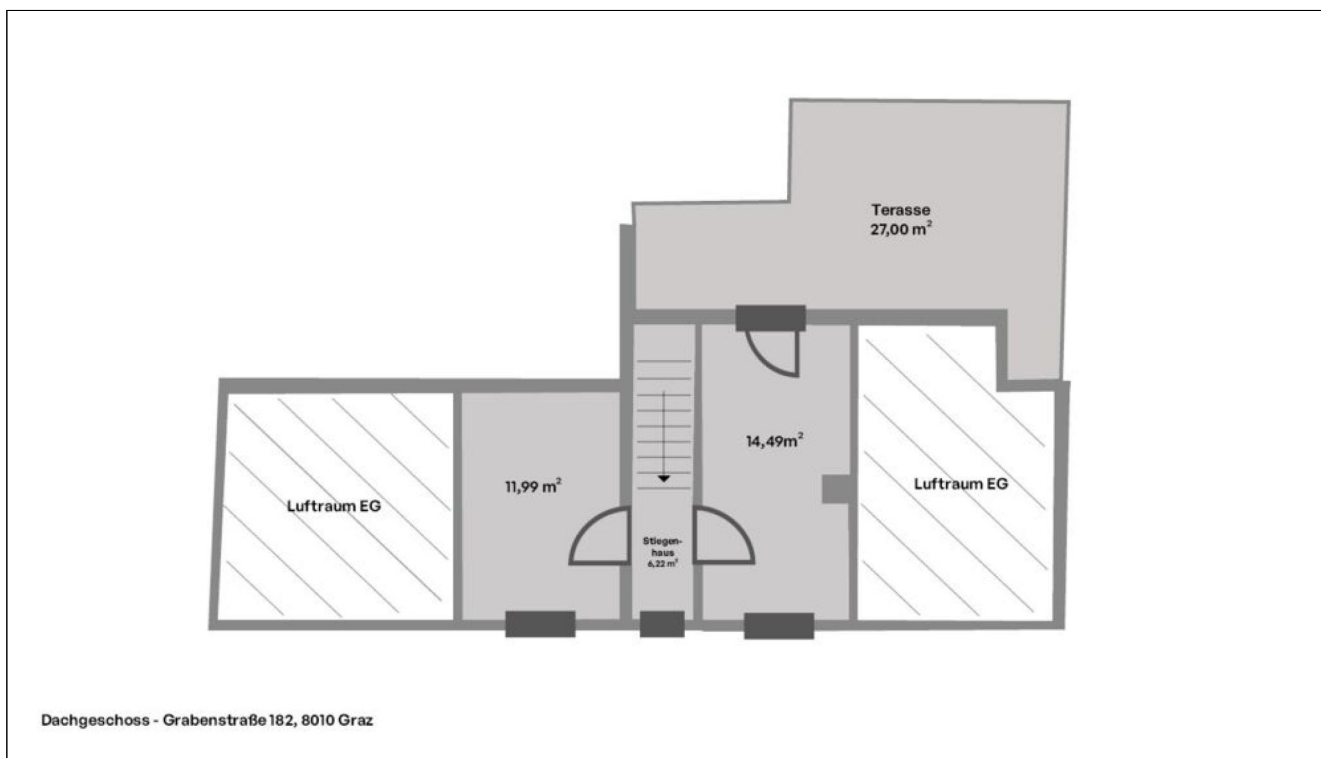 Terasse
27,00 m²
14,49m²
11,99 m²
Luftraum EG
Luftraum EG
Stiegen-
haus
6,22 m²
Dachgeschoss - Grabenstraße 182, 8010 Graz